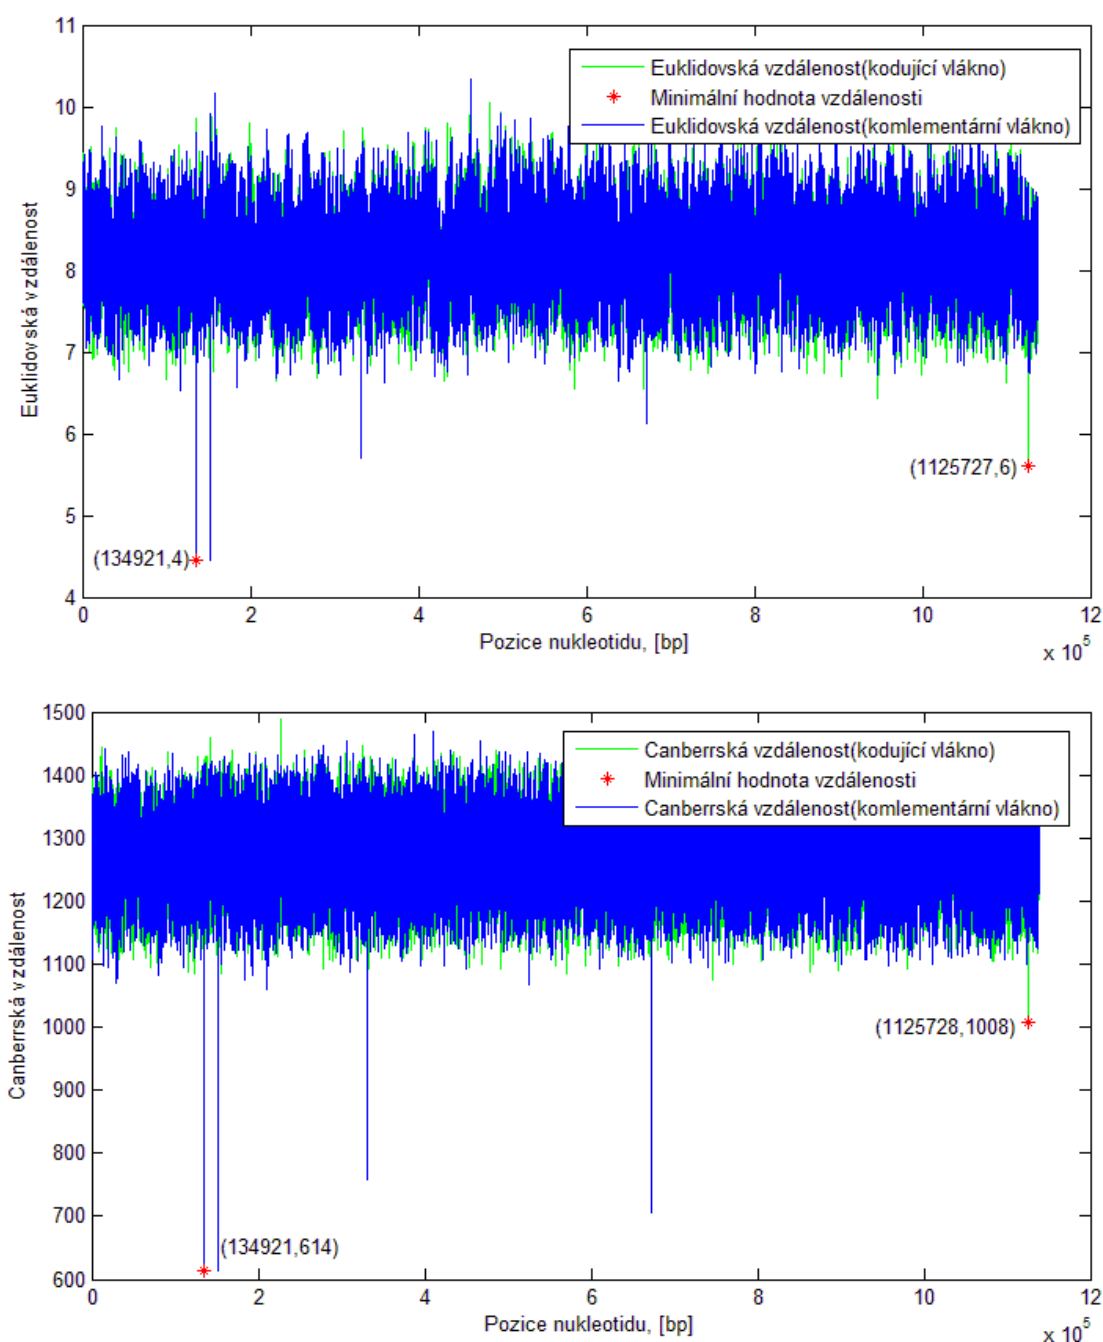 11
10
9
8
7
6
5
4
Euklidovská vzdálenost
Euklidovská vzdálenost(kodující vlákno)
Minimální hodnota vzdálenosti
Euklidovská vzdálenost(komlementární vlákno)
(134921,4)
(1125727,6)
0 2 4 6 8 10 12
Pozice nukleotidu, [bp]
x 10^5
1500
1400
1300
1200
1100
1000
900
800
700
600
Canberrská vzdálenost
Canberrská vzdálenost(kodující vlákno)
Minimální hodnota vzdálenosti
Canberrská vzdálenost(komlementární vlákno)
(1125728,1008)
(134921,614)
0 2 4 6 8 10 12
Pozice nukleotidu, [bp]
x 10^5